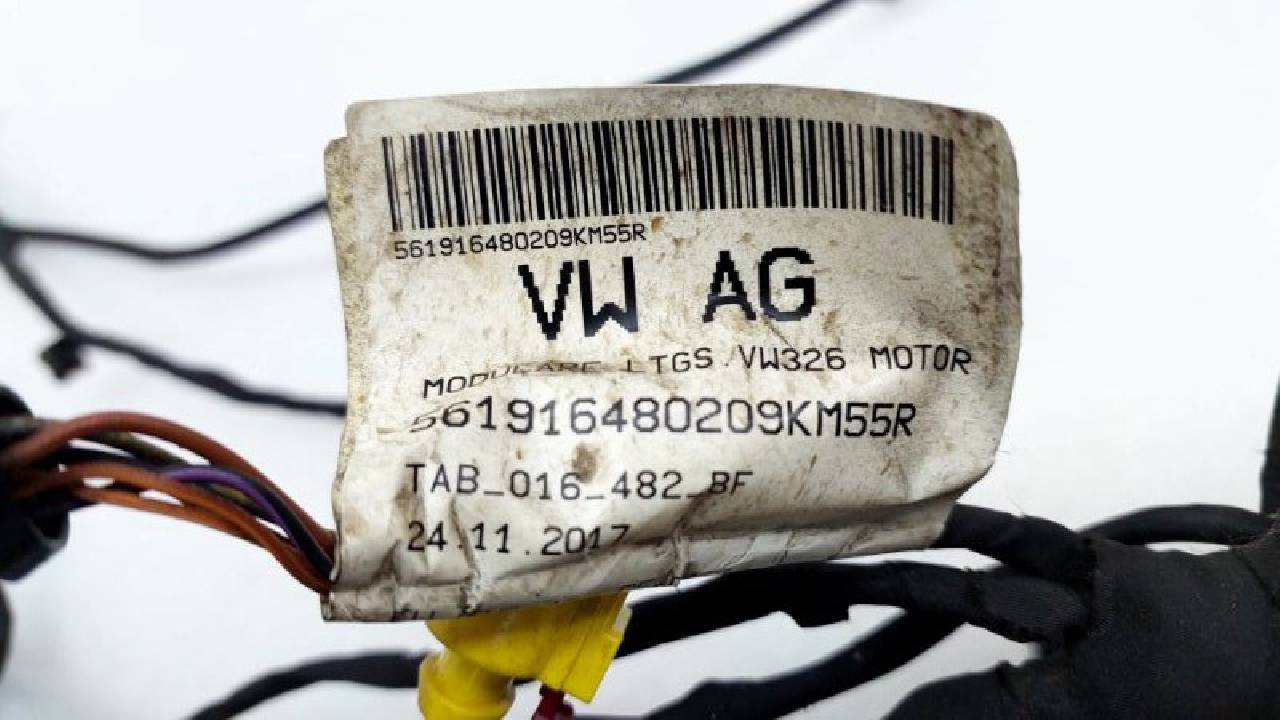 561916480209KM55R
VW AG
LTGS.VW326 MOTOR
561916480209KM55R
TAB_016_482_BF
24.11.2017